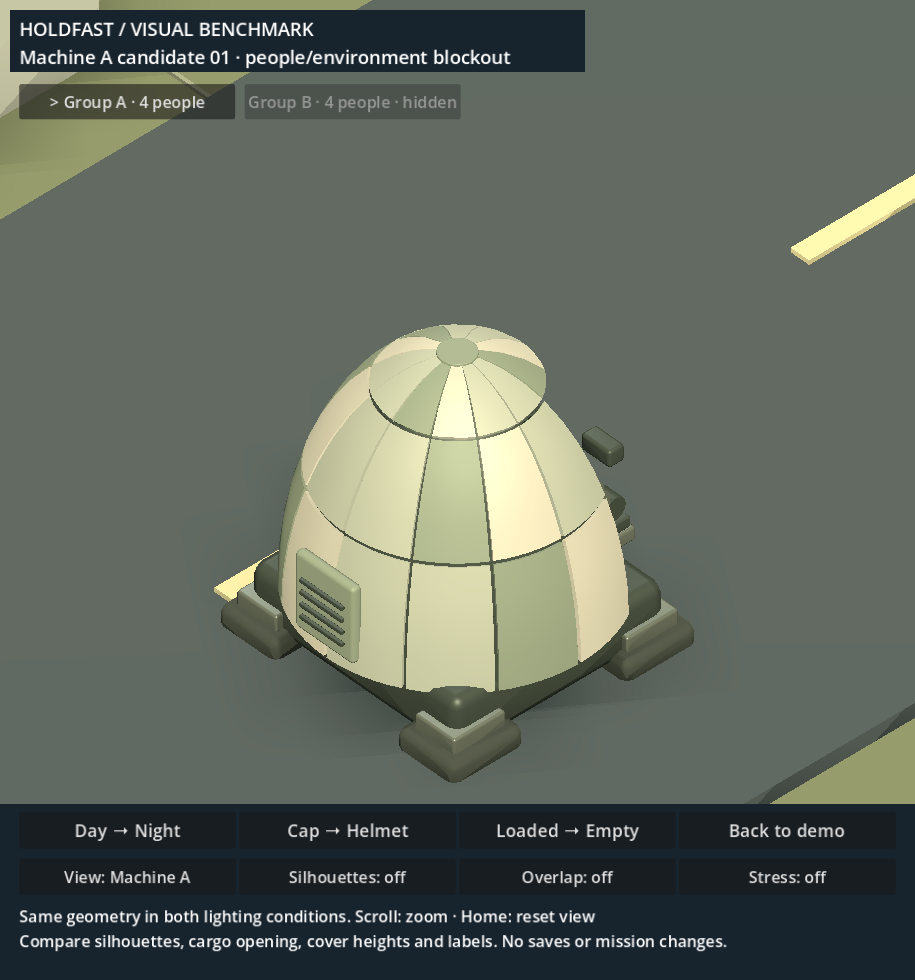 HOLDFAST / VISUAL BENCHMARK
Machine A candidate 01 · people/environment blockout
> Group A · 4 people
Group B · 4 people · hidden
Day → Night
Cap → Helmet
Loaded → Empty
Back to demo
View: Machine A
Silhouettes: off
Overlap: off
Stress: off
Same geometry in both lighting conditions. Scroll: zoom · Home: reset view
Compare silhouettes, cargo opening, cover heights and labels. No saves or mission changes.